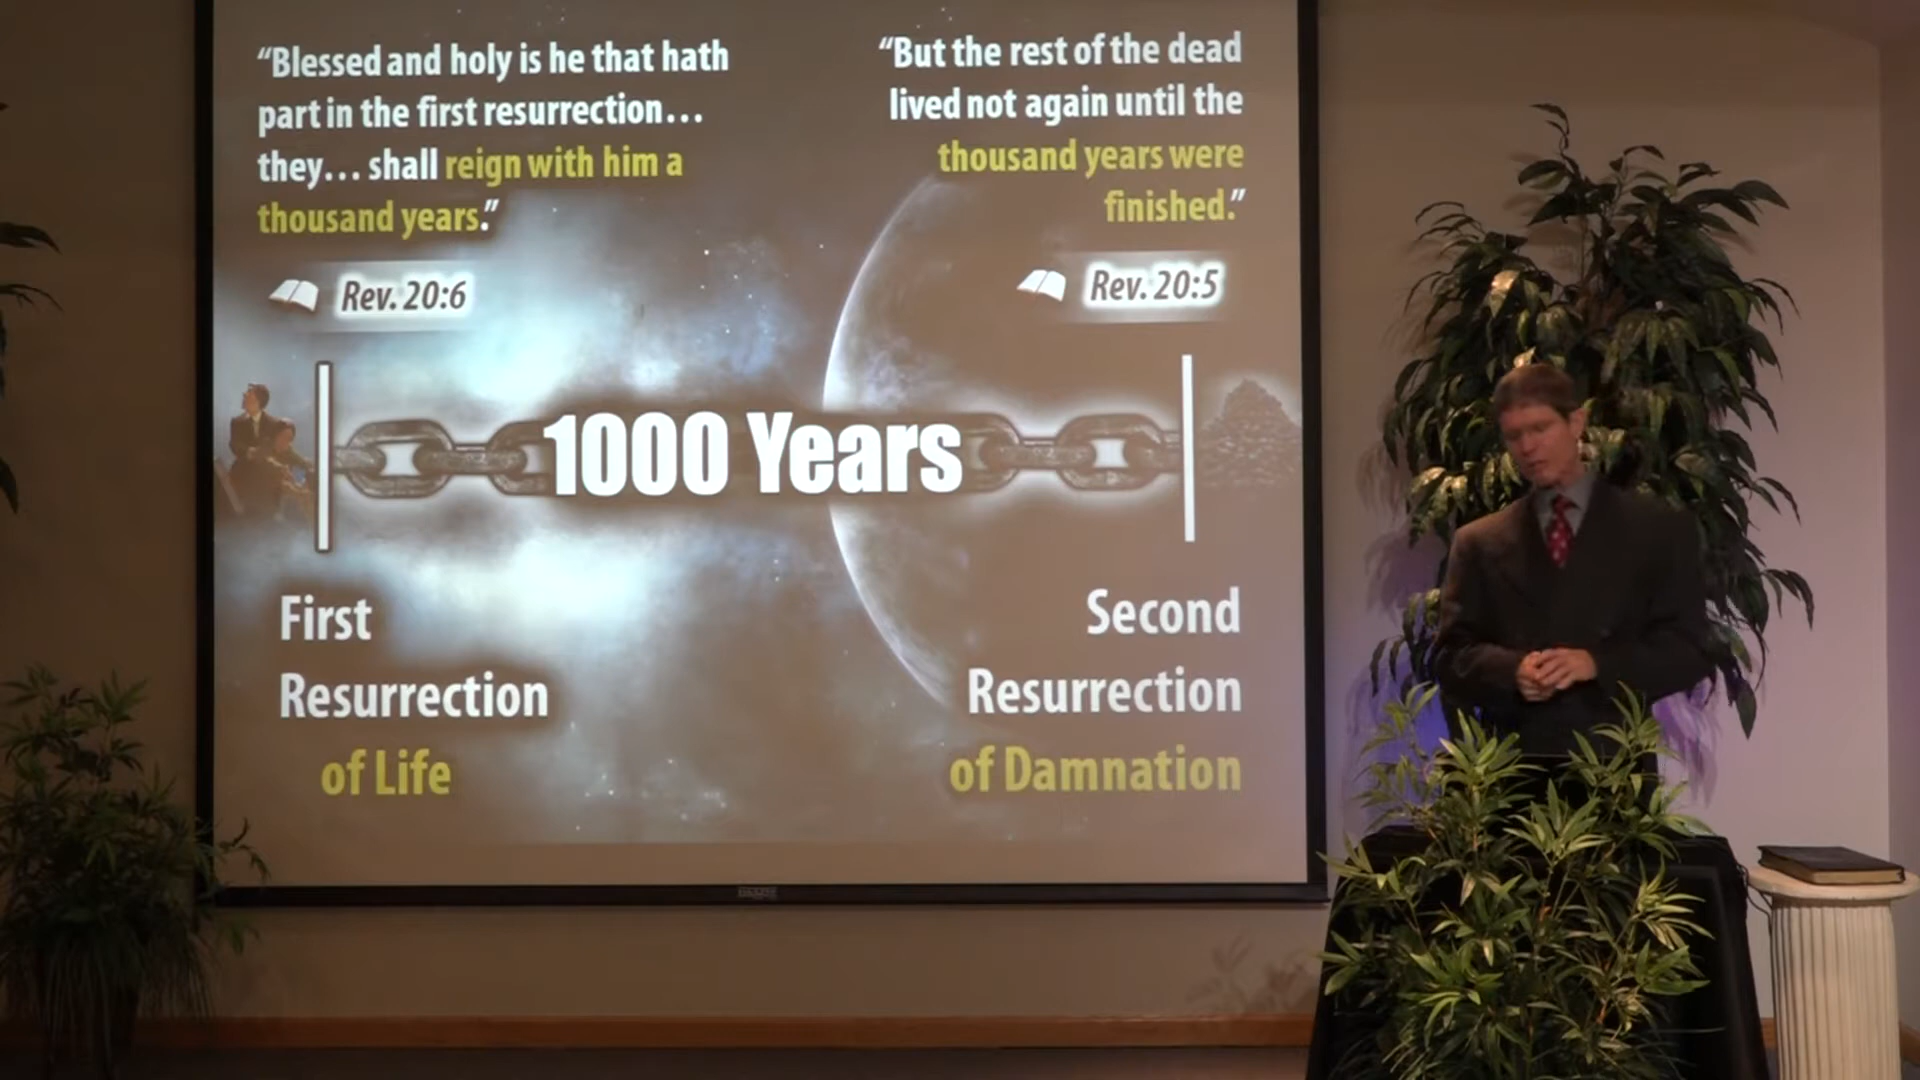 “Blessed and holy is he that hath
part in the first resurrection…
they… shall reign with him a
thousand years.”
Rev. 20:6
“But the rest of the dead
lived not again until the
thousand years were
finished.”
Rev. 20:5
1000 Years
First
Resurrection
of Life
Second
Resurrection
of Damnation